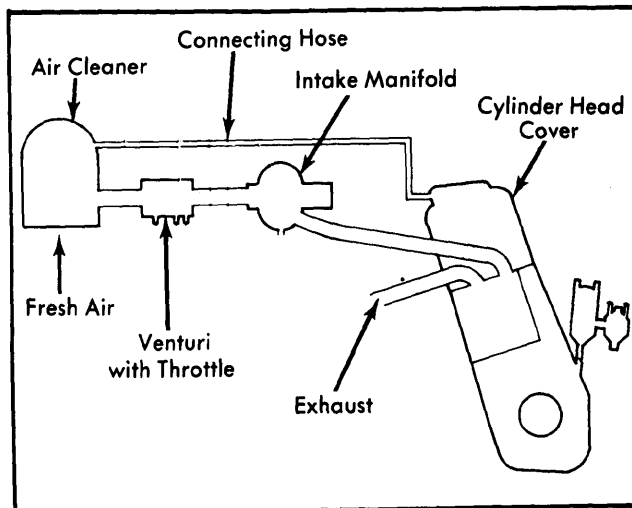 Connecting Hose
Air Cleaner
Intake Manifold
Cylinder Head
Cover
Fresh Air
Venturi
with Throttle
Exhaust